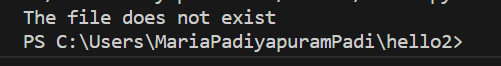 The file does not exist
PS C:\Users\MariaPadiyapuramPadi\hello2>